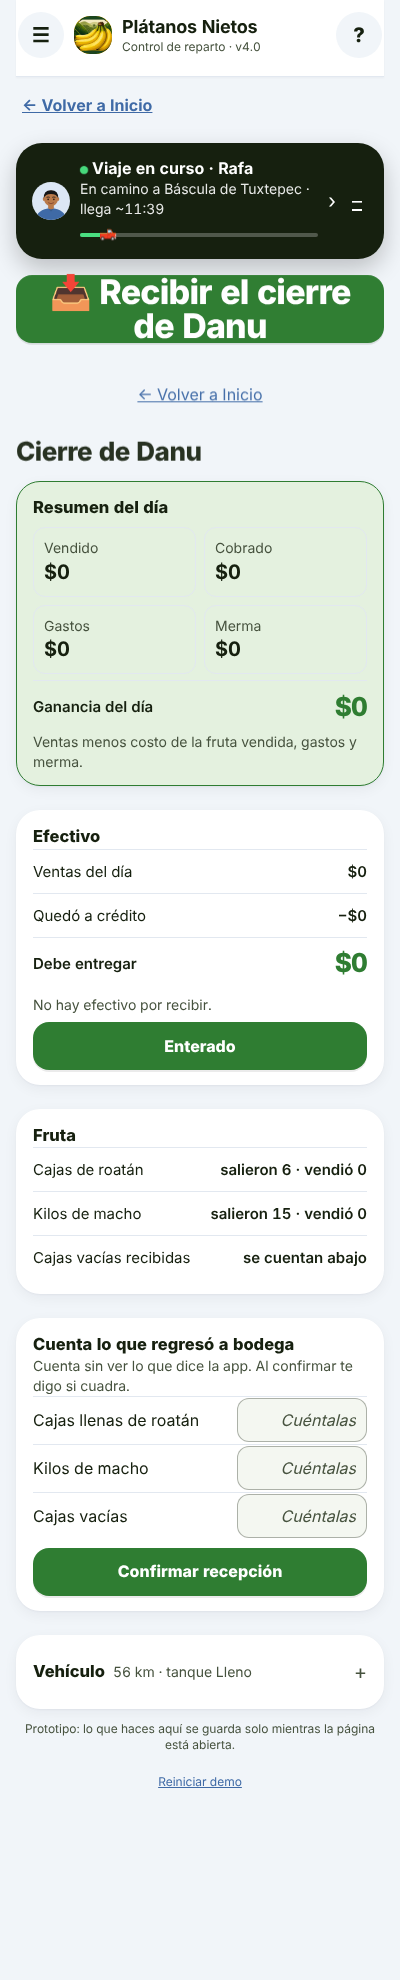 ☰
Plátanos Nietos
Control de reparto · v4.0
?
← Volver a Inicio
Viaje en curso · Rafa
En camino a Báscula de Tuxtepec ·
llega ~11:39
›
📥 Recibir el cierre
de Danu
← Volver a Inicio
Cierre de Danu
Resumen del día
Vendido
$0
Cobrado
$0
Gastos
$0
Merma
$0
Ganancia del día $0
Ventas menos costo de la fruta vendida, gastos y
merma.
Efectivo
Ventas del día $0
Quedó a crédito −$0
Debe entregar $0
No hay efectivo por recibir.
Enterado
Fruta
Cajas de roatán salieron 6 · vendió 0
Kilos de macho salieron 15 · vendió 0
Cajas vacías recibidas se cuentan abajo
Cuenta lo que regresó a bodega
Cuenta sin ver lo que dice la app. Al confirmar te
digo si cuadra.
Cajas llenas de roatán Cuéntalas
Kilos de macho Cuéntalas
Cajas vacías Cuéntalas
Confirmar recepción
Vehículo 56 km · tanque Lleno +
Prototipo: lo que haces aquí se guarda solo mientras la página
está abierta.
Reiniciar demo